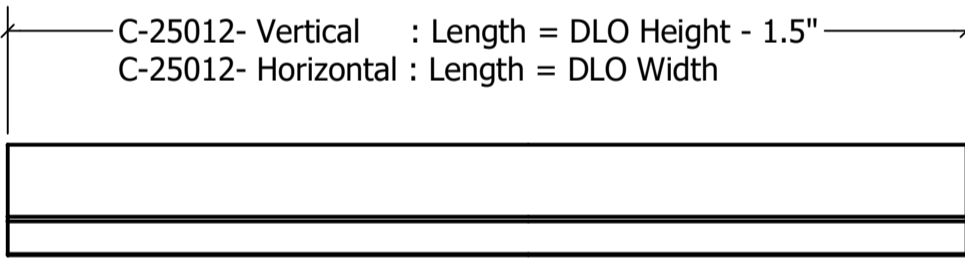 C-25012- Vertical : Length = DLO Height - 1.5"
C-25012- Horizontal : Length = DLO Width